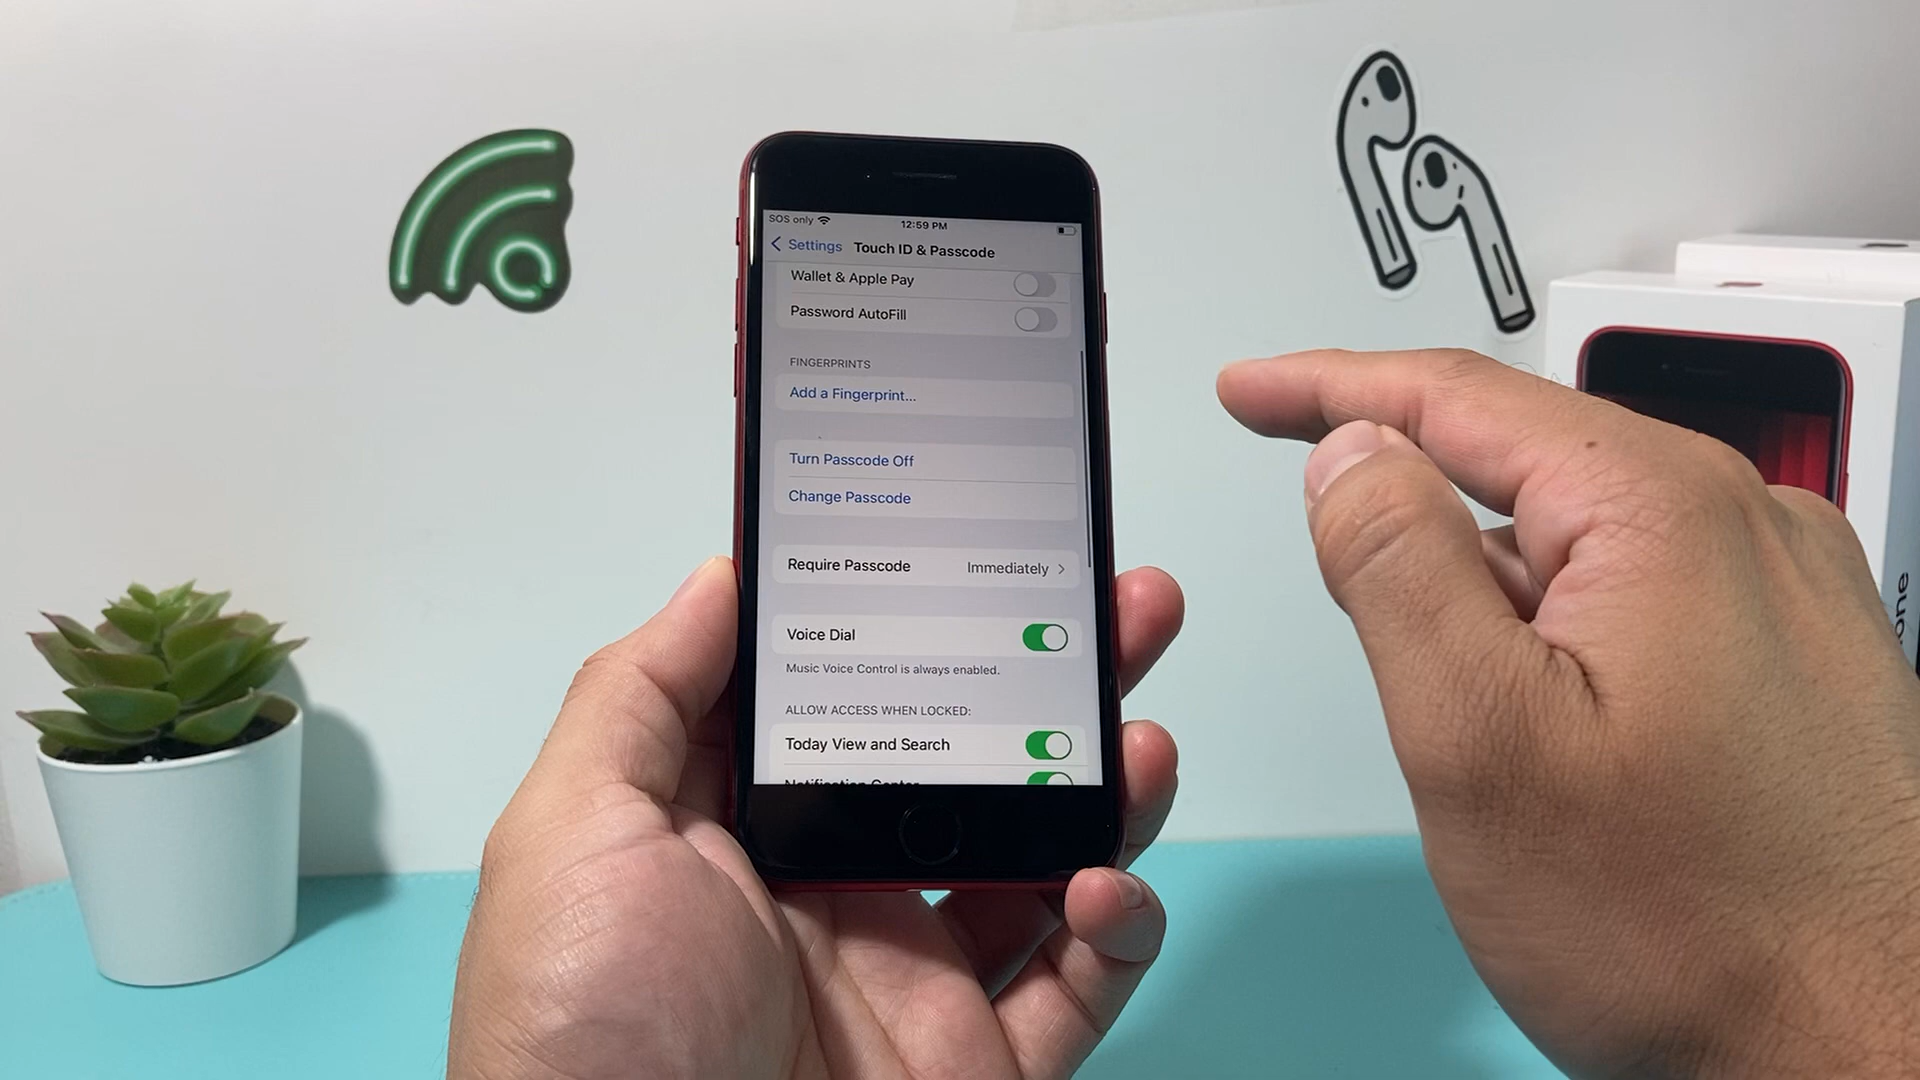 SOS only
12:59 PM
Settings
Touch ID & Passcode
Wallet & Apple Pay
Password AutoFill
FINGERPRINTS
Add a Fingerprint...
Turn Passcode Off
Change Passcode
Require Passcode Immediately
Voice Dial
Music Voice Control is always enabled.
ALLOW ACCESS WHEN LOCKED:
Today View and Search
Notification Center